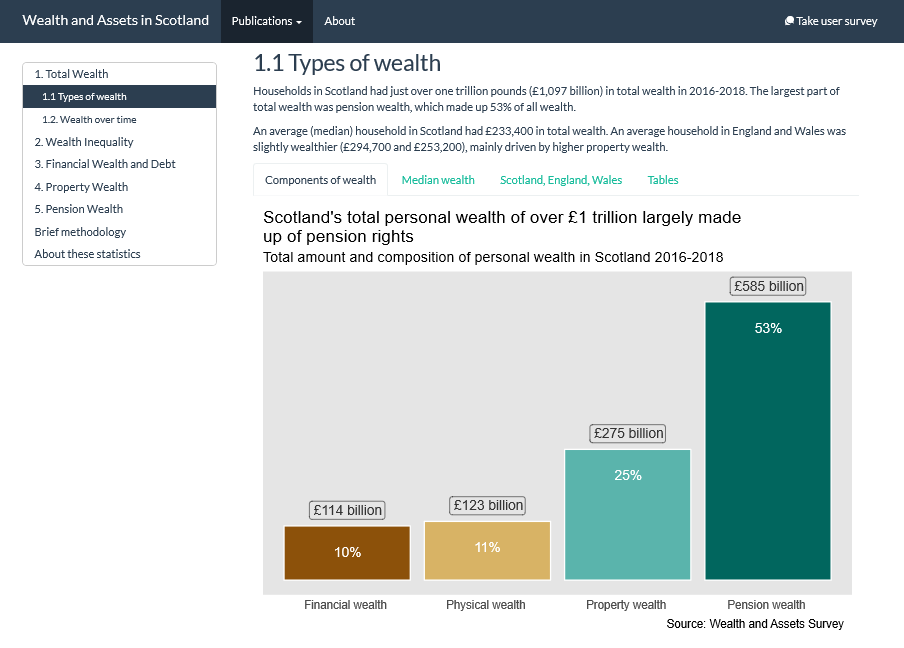 Wealth and Assets in Scotland
Publications
About
Take user survey
1. Total Wealth
1.1 Types of wealth
1.2. Wealth over time
2. Wealth Inequality
3. Financial Wealth and Debt
4. Property Wealth
5. Pension Wealth
Brief methodology
About these statistics
1.1 Types of wealth
Households in Scotland had just over one trillion pounds (£1,097 billion) in total wealth in 2016-2018. The largest part of
total wealth was pension wealth, which made up 53% of all wealth.
An average (median) household in Scotland had £233,400 in total wealth. An average household in England and Wales was
slightly wealthier (£294,700 and £253,200), mainly driven by higher property wealth.
Components of wealth
Median wealth
Scotland, England, Wales
Tables
Scotland's total personal wealth of over £1 trillion largely made
up of pension rights
Total amount and composition of personal wealth in Scotland 2016-2018
£585 billion
53%
£275 billion
25%
£123 billion
11%
£114 billion
10%
Financial wealth
Physical wealth
Property wealth
Pension wealth
Source: Wealth and Assets Survey